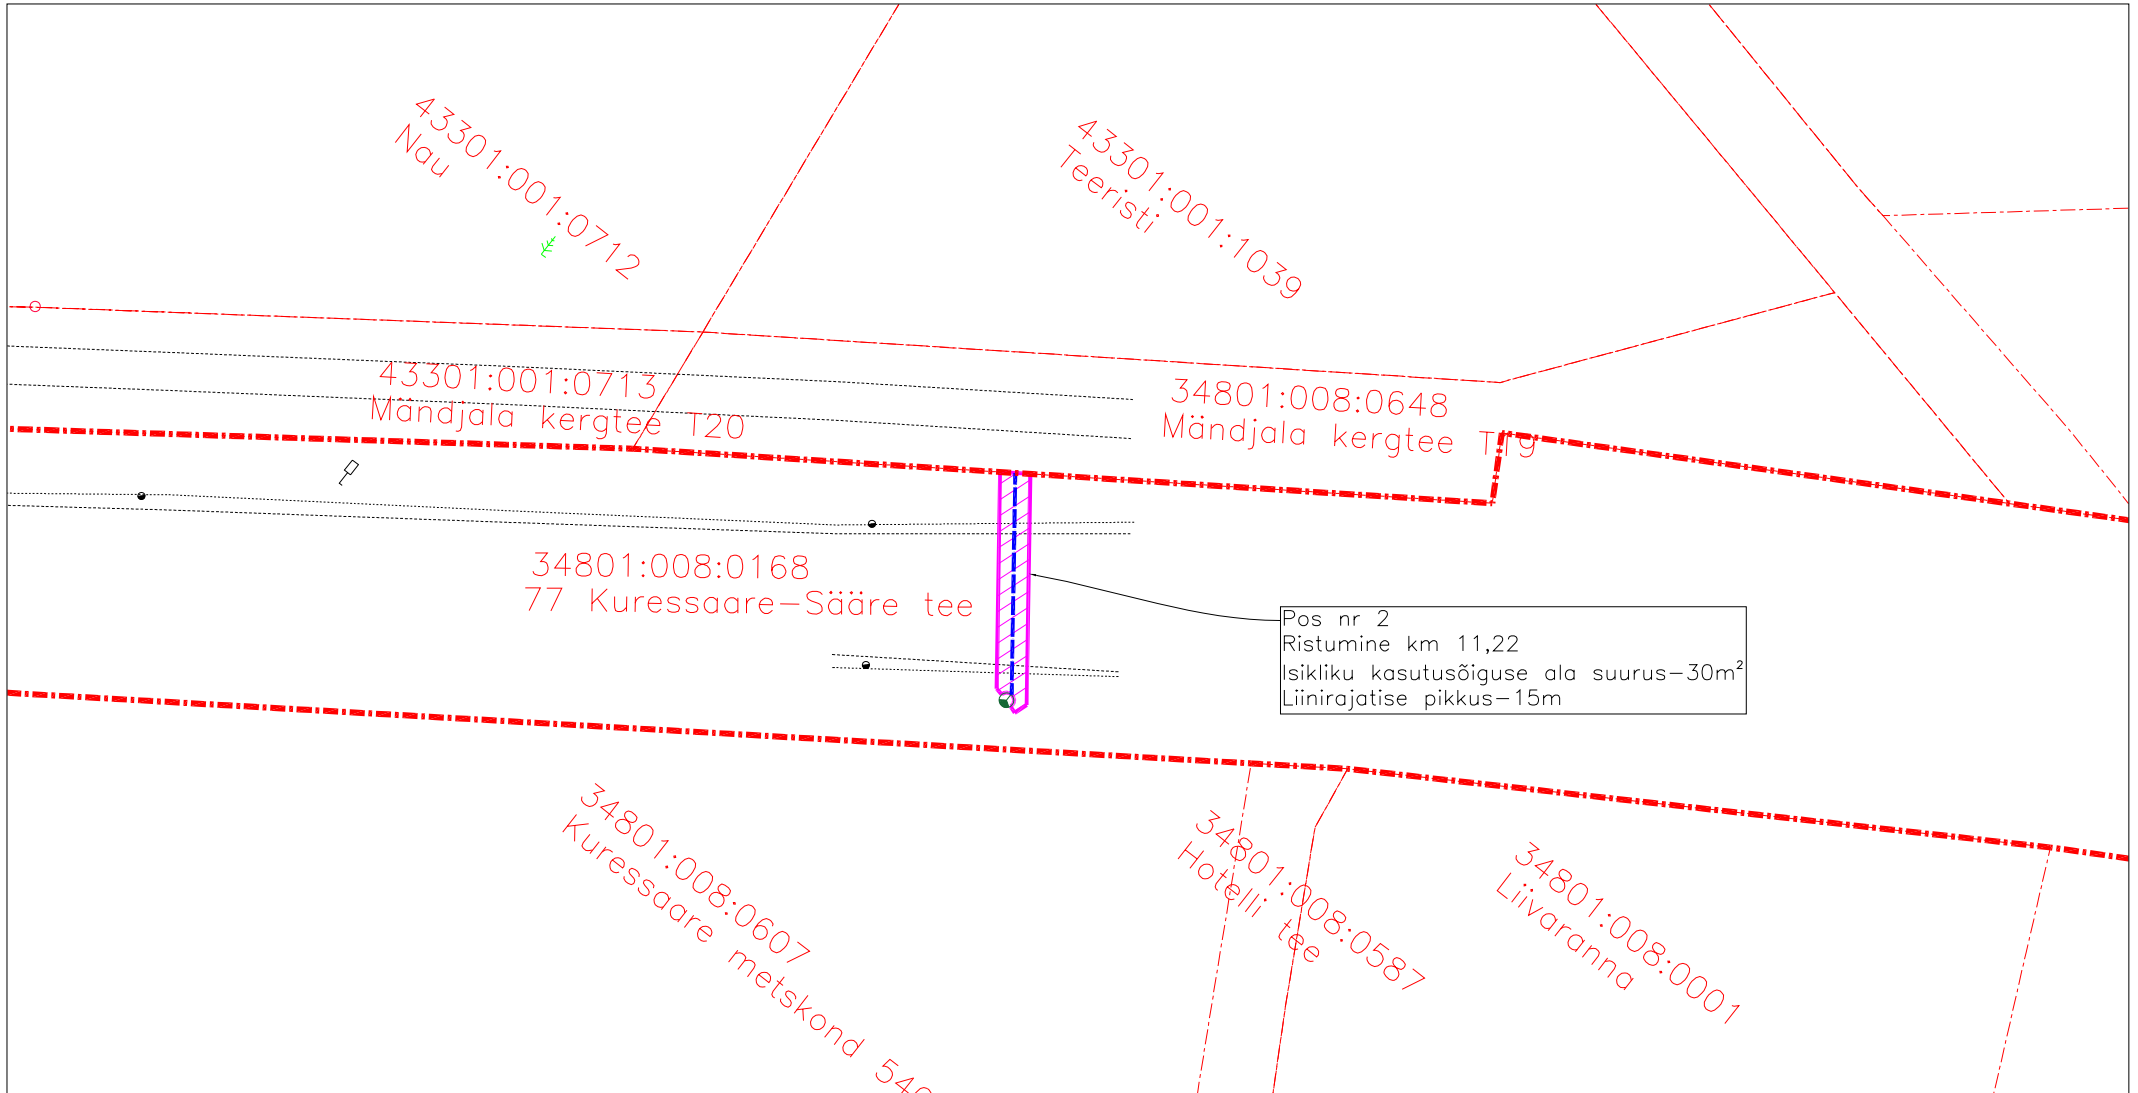 43301:001:0712
Nau
43301:001:1039
Teeristi
43301:001:0713
Mändjala kergtee T20
34801:008:0648
Mändjala kergtee T19
34801:008:0168
77 Kuressaare-Sääre tee
Pos nr 2
Ristumine km 11,22
Isikliku kasutusõiguse ala suurus-30m²
Liinirajatise pikkus-15m
34801:008:0607
Kuressaare metskond
34801:008:0587
Hotelli tee
34801:008:0001
Liivaranna